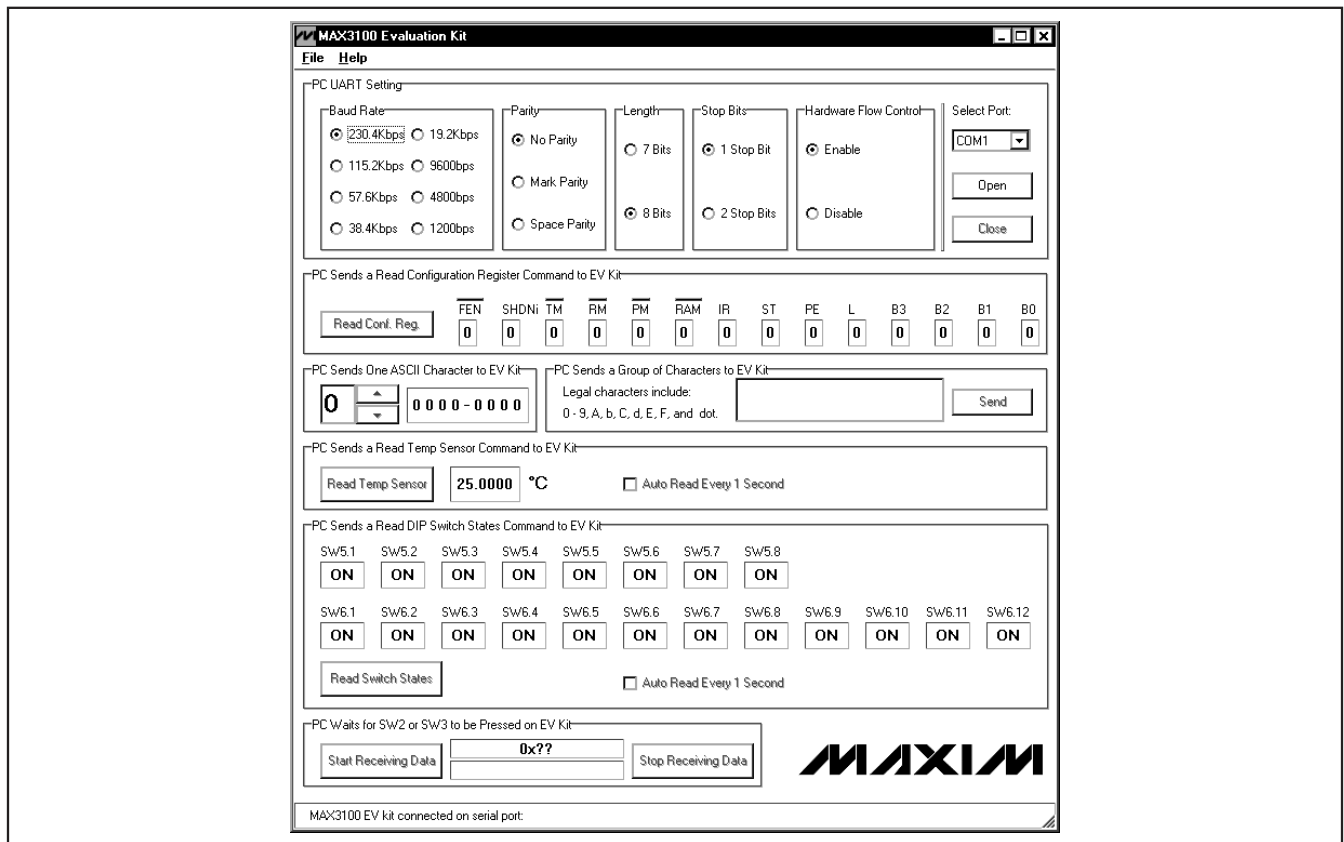 MAX3100 Evaluation Kit
File Help
PC UART Setting
Baud Rate Parity Length Stop Bits Hardware Flow Control Select Port:
230.4Kbps 19.2Kbps No Parity 7 Bits 1 Stop Bit Enable COM1
115.2Kbps 9600bps Mark Parity Open
57.6Kbps 4800bps 8 Bits 2 Stop Bits Disable
38.4Kbps 1200bps Space Parity Close
PC Sends a Read Configuration Register Command to EV Kit
FEN SHDNi TM RM PM RAM IR ST PE L B3 B2 B1 B0
Read Conf. Reg. 0 0 0 0 0 0 0 0 0 0 0 0 0 0
PC Sends One ASCII Character to EV Kit
0 0 0 0 0 - 0 0 0 0
PC Sends a Group of Characters to EV Kit
Legal characters include:
0 - 9, A, b, C, d, E, F, and dot.
Send
PC Sends a Read Temp Sensor Command to EV Kit
Read Temp Sensor 25.0000 °C Auto Read Every 1 Second
PC Sends a Read DIP Switch States Command to EV Kit
SW5.1 SW5.2 SW5.3 SW5.4 SW5.5 SW5.6 SW5.7 SW5.8
ON ON ON ON ON ON ON ON
SW6.1 SW6.2 SW6.3 SW6.4 SW6.5 SW6.6 SW6.7 SW6.8 SW6.9 SW6.10 SW6.11 SW6.12
ON ON ON ON ON ON ON ON ON ON ON ON
Read Switch States Auto Read Every 1 Second
PC Waits for SW2 or SW3 to be Pressed on EV Kit
Start Receiving Data 0x?? Stop Receiving Data
MAXIM
MAX3100 EV kit connected on serial port: